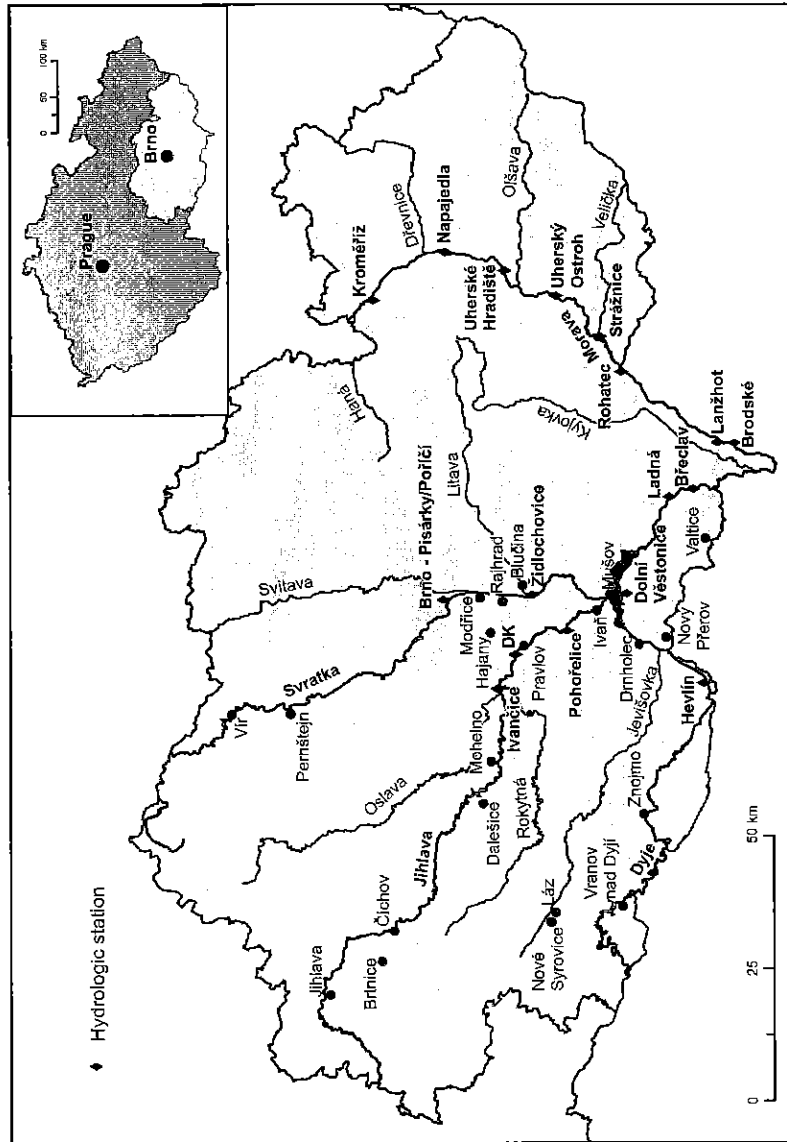 Hydrologic station
0 50 100 km
Prague
Brno
Jihlava
Brtnice
Čichov
Jihlava
Oslava
Vír
Pernštejn
Svratka
Svitava
Haná
Kroměříž
Dřevnice
Napajedla
Uherské
Hradiště
Olšava
Uherský
Ostroh
Velička
Strážnice
Morava
Rohatec
Kyjovka
Litava
Brno - Pisárky/Poříčí
Modřice
Rajhrad
Blučina
Židlochovice
Hajany
DK
Pravlov
Ivančice
Mohelno
Dalešice
Rokytná
Pohořelice
Ivaň
Mušov
Dolní
Věstonice
Drnholec
Nový
Přerov
Jevišovka
Hevlín
Znojmo
Dyje
Vranov
nad Dyjí
Láz
Nové
Syrovice
Ladná
Břeclav
Valtice
Lanžhot
Brodské
0 25 50 km